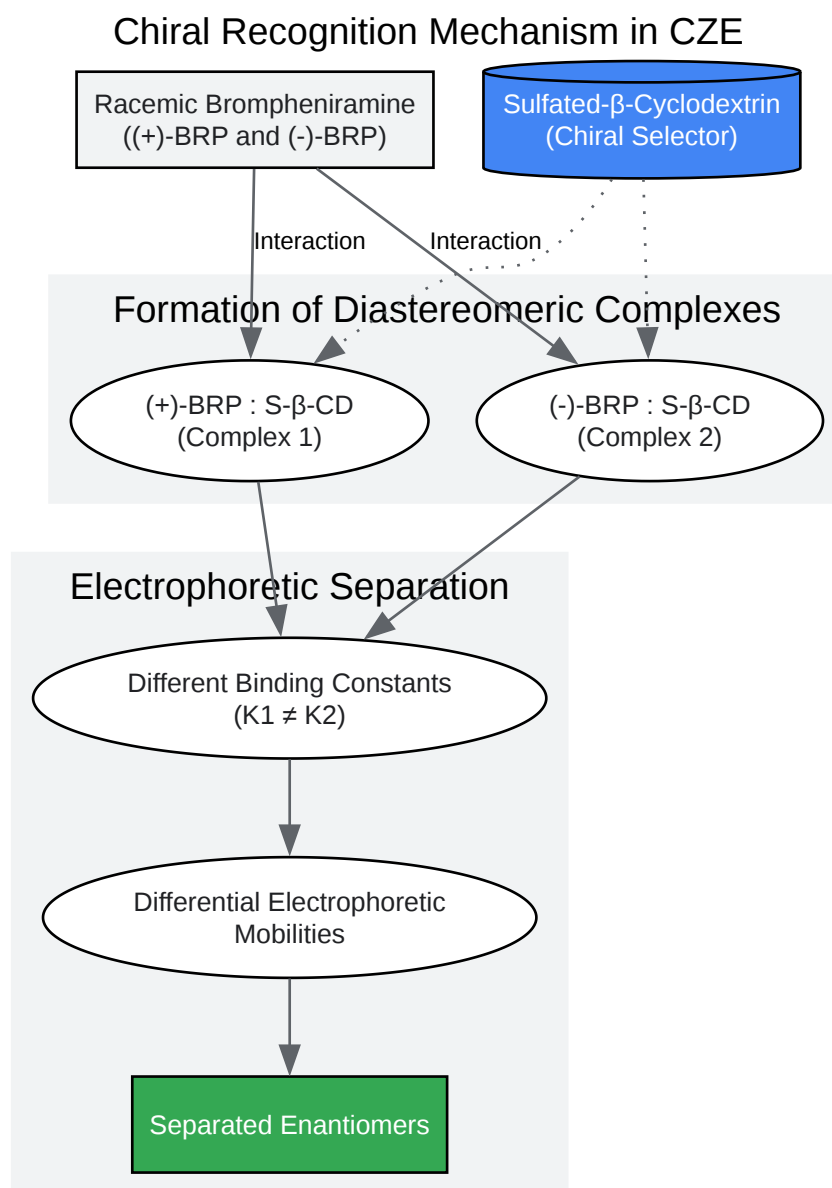 Chiral Recognition Mechanism in CZE
Racemic Brompheniramine
((+)-BRP and (-)-BRP)
Sulfated-β-Cyclodextrin
(Chiral Selector)
Interaction
Interaction
Formation of Diastereomeric Complexes
(+)-BRP : S-β-CD
(Complex 1)
(-)-BRP : S-β-CD
(Complex 2)
Electrophoretic Separation
Different Binding Constants
(K1 ≠ K2)
Differential Electrophoretic
Mobilities
Separated Enantiomers